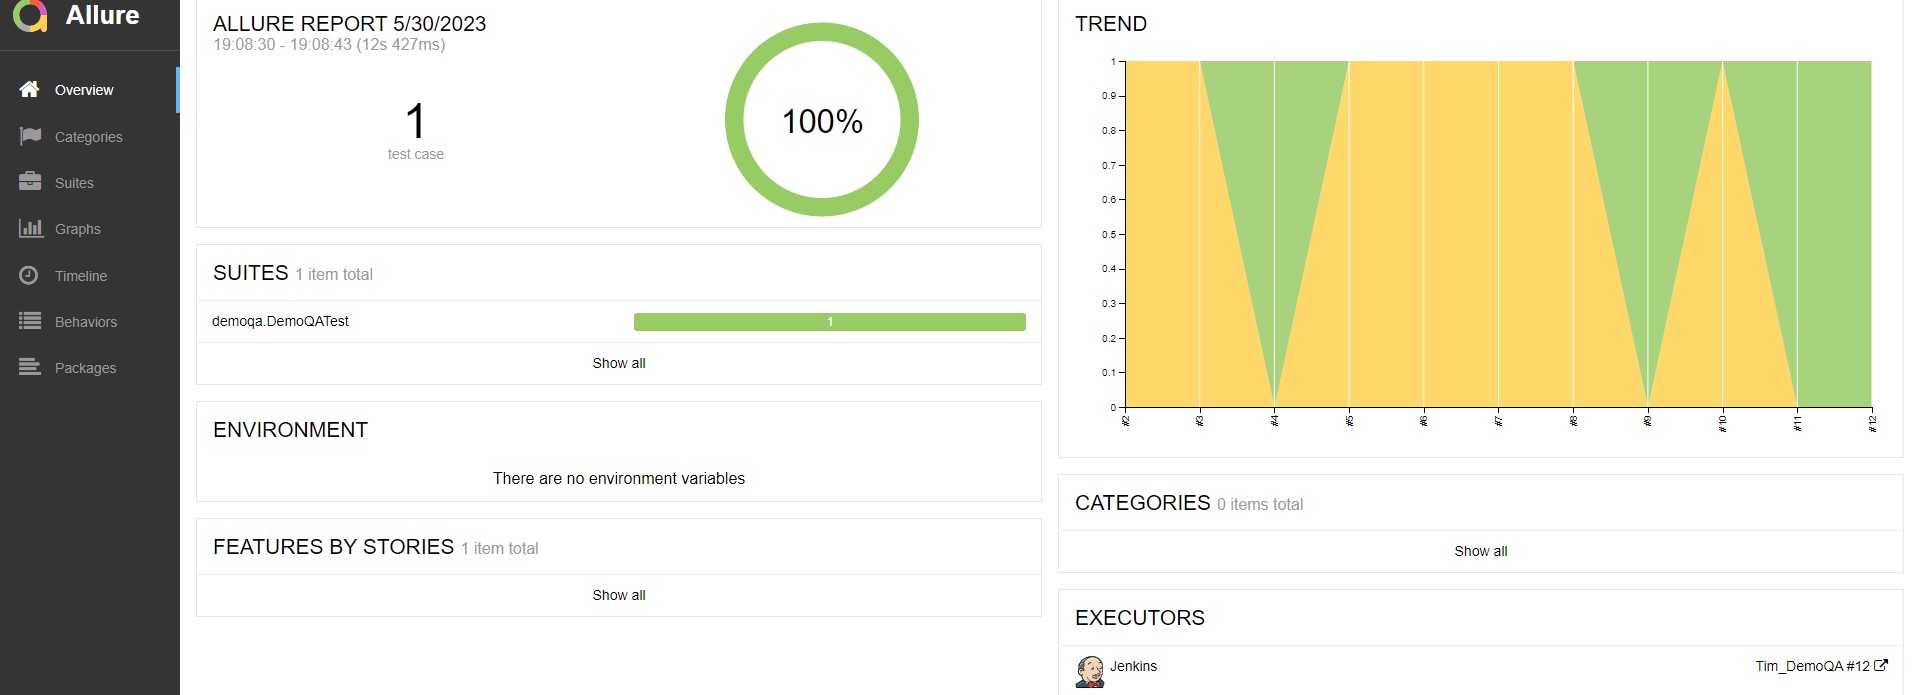 Allure
Overview
Categories
Suites
Graphs
Timeline
Behaviors
Packages
ALLURE REPORT 5/30/2023
19:08:30 - 19:08:43 (12s 427ms)
1
test case
100%
SUITES 1 item total
demoqa.DemoQATest 1
Show all
ENVIRONMENT
There are no environment variables
FEATURES BY STORIES 1 item total
Show all
TREND
1
0.9
0.8
0.7
0.6
0.5
0.4
0.3
0.2
0.1
0
#2 #3 #4 #5 #6 #7 #8 #9 #10 #11 #12
CATEGORIES 0 items total
Show all
EXECUTORS
Jenkins Tim_DemoQA #12